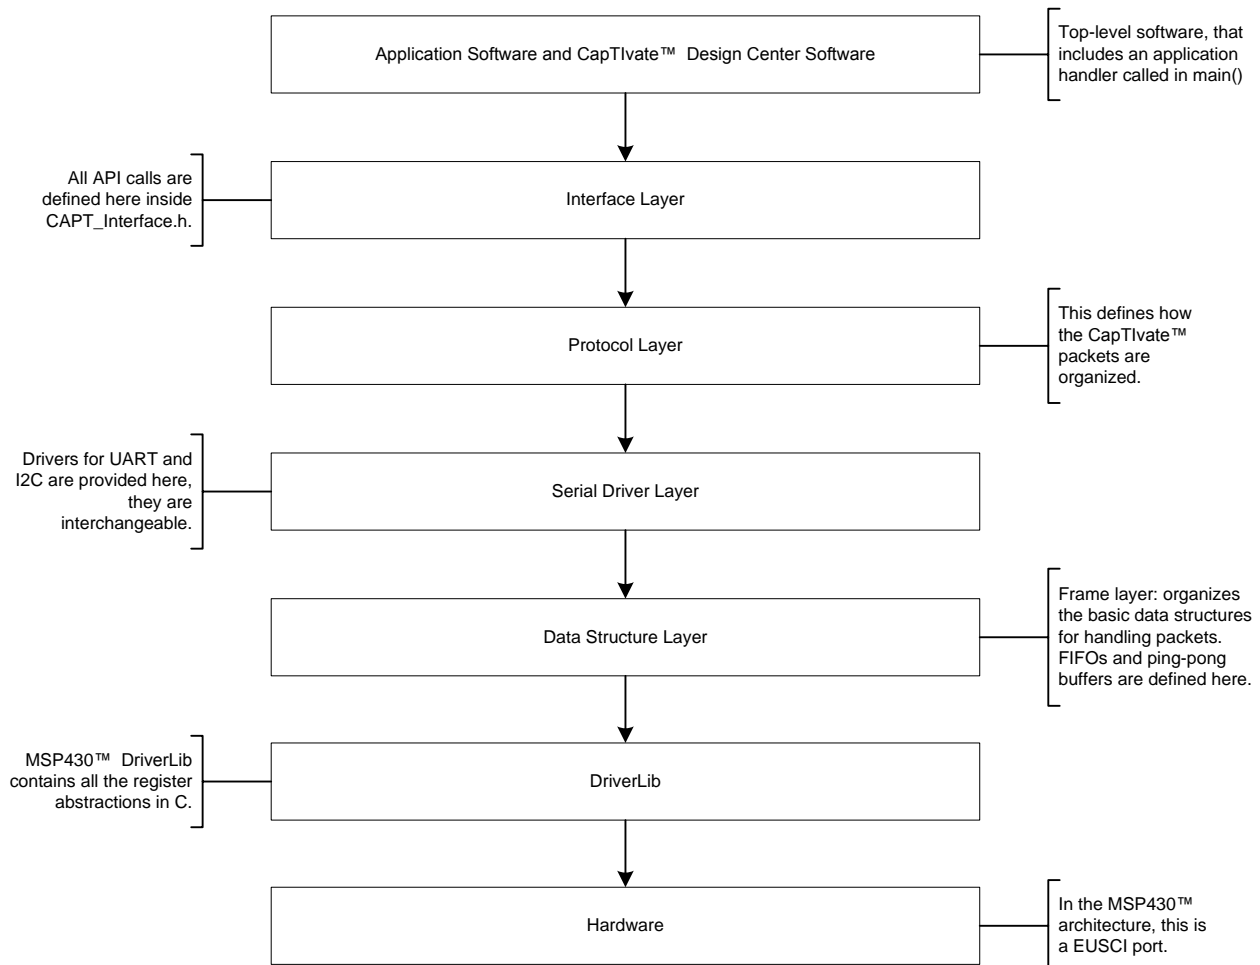 Application Software and CapTIvate™ Design Center Software
Top-level software, that
includes an application
handler called in main()
All API calls are
defined here inside
CAPT_Interface.h.
Interface Layer
Protocol Layer
This defines how
the CapTIvate™
packets are
organized.
Drivers for UART and
I2C are provided here,
they are
interchangeable.
Serial Driver Layer
Data Structure Layer
Frame layer: organizes
the basic data structures
for handling packets.
FIFOs and ping-pong
buffers are defined here.
MSP430™ DriverLib
contains all the register
abstractions in C.
DriverLib
Hardware
In the MSP430™
architecture, this is
a EUSCI port.